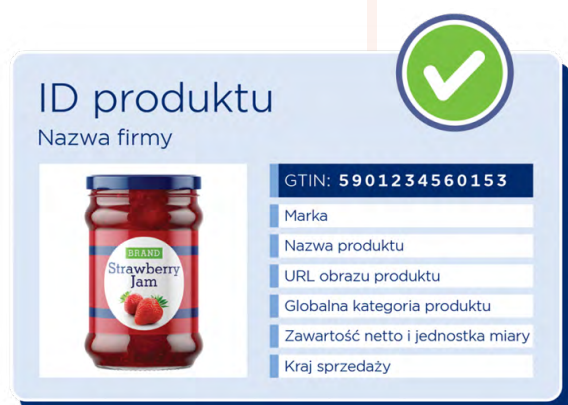 ID produktu
Nazwa firmy
BRAND
Strawberry
Jam
GTIN: 5901234560153
Marka
Nazwa produktu
URL obrazu produktu
Globalna kategoria produktu
Zawartość netto i jednostka miary
Kraj sprzedaży